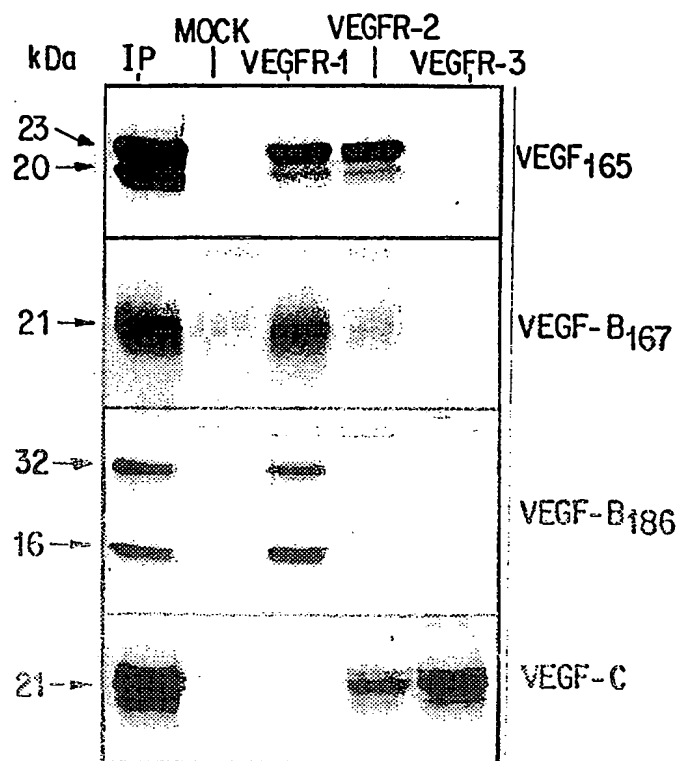 MOCK VEGFR-2
kDa IP VEGFR-1 VEGFR-3
23
20
VEGF165
21
VEGF-B167
32
16
VEGF-B186
21
VEGF-C